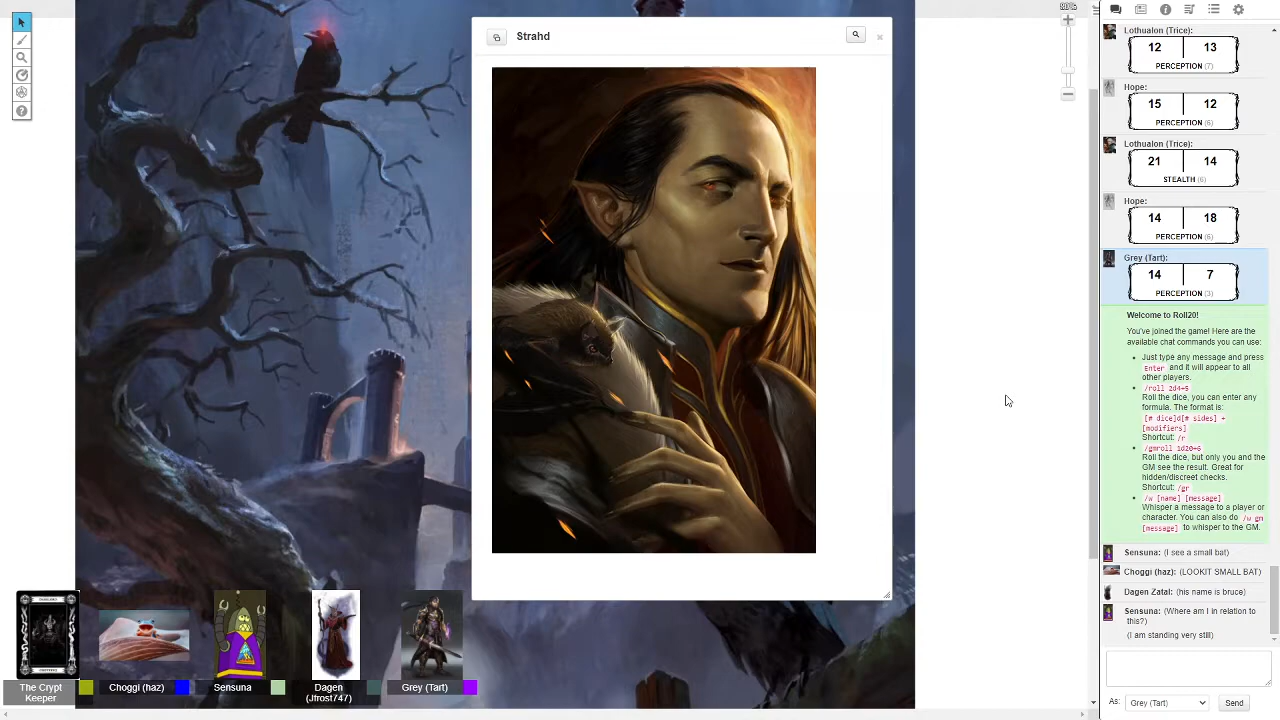 Strahd
99%
Lothualon (Trice):
12 13
PERCEPTION (7)
Hope:
15 12
PERCEPTION (6)
Lothualon (Trice):
21 14
STEALTH (6)
Hope:
14 18
PERCEPTION (6)
Grey (Tart):
14 7
PERCEPTION (3)
Welcome to Roll20!
You've joined the game! Here are the
available chat commands you can use:
Just type any message and press
Enter and it will appear to all
other players.
/roll 2d4+5
Roll the dice, you can enter any
formula. The format is:
[# dice]d[# sides] +
[modifiers]
Shortcut: /r
/gmroll 1d20+6
Roll the dice, but only you and the
GM see the result. Great for
hidden/discreet checks.
Shortcut: /gr
/w [name] [message]
Whisper a message to a player or
character. You can also do /w gm
[message] to whisper to the GM.
Sensuna: (I see a small bat)
Choggi (haz): (LOOKIT SMALL BAT)
Dagen Zatal: (his name is bruce)
Sensuna: (Where am I in relation to
this?)
(I am standing very still)
As: Grey (Tart) Send
The Crypt
Keeper
Choggi (haz)
Sensuna
Dagen
(Jfrost747)
Grey (Tart)